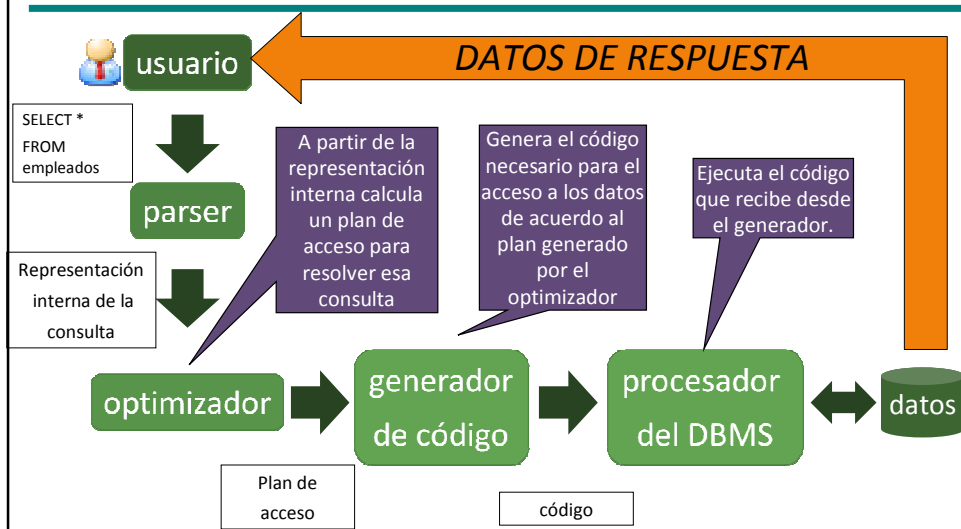 DATOS DE RESPUESTA
usuario
SELECT *
FROM
empleados
parser
Representación
interna de la
consulta
A partir de la
representación
interna calcula
un plan de
acceso para
resolver esa
consulta
Genera el código
necesario para el
acceso a los datos
de acuerdo al
plan generado
por el
optimizador
Ejecuta el código
que recibe desde
el generador.
optimizador
generador
de código
procesador
del DBMS
datos
Plan de
acceso
código